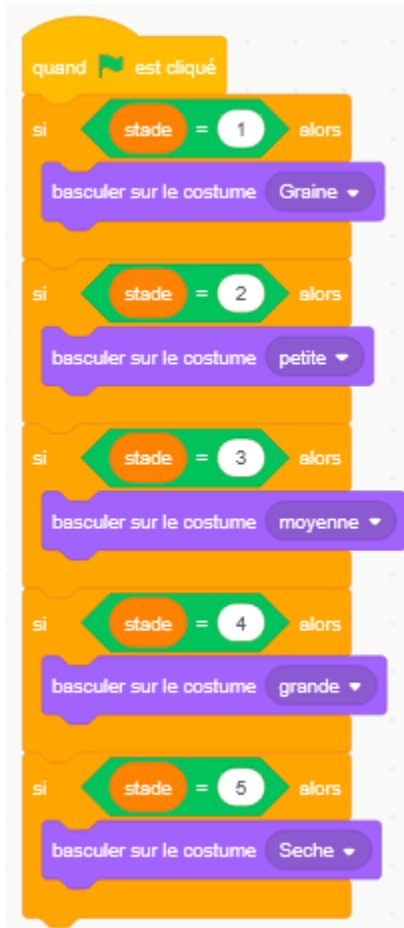 quand est cliqué
si stade = 1 alors
basculer sur le costume Graine
si stade = 2 alors
basculer sur le costume petite
si stade = 3 alors
basculer sur le costume moyenne
si stade = 4 alors
basculer sur le costume grande
si stade = 5 alors
basculer sur le costume Seche